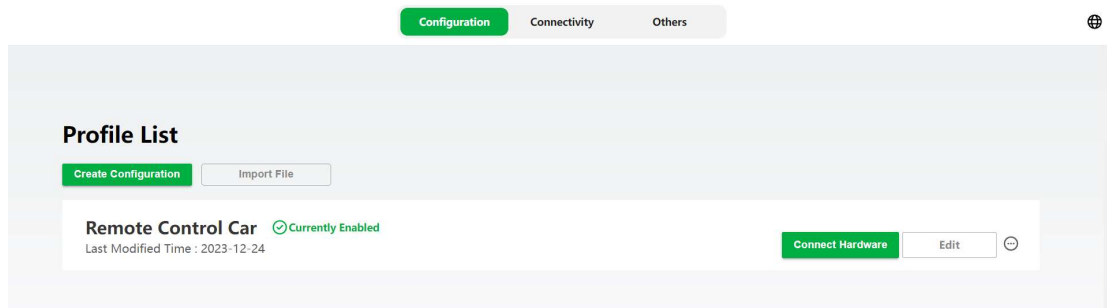 Configuration Connectivity Others
Profile List
Create Configuration Import File
Remote Control Car Currently Enabled
Last Modified Time : 2023-12-24
Connect Hardware Edit